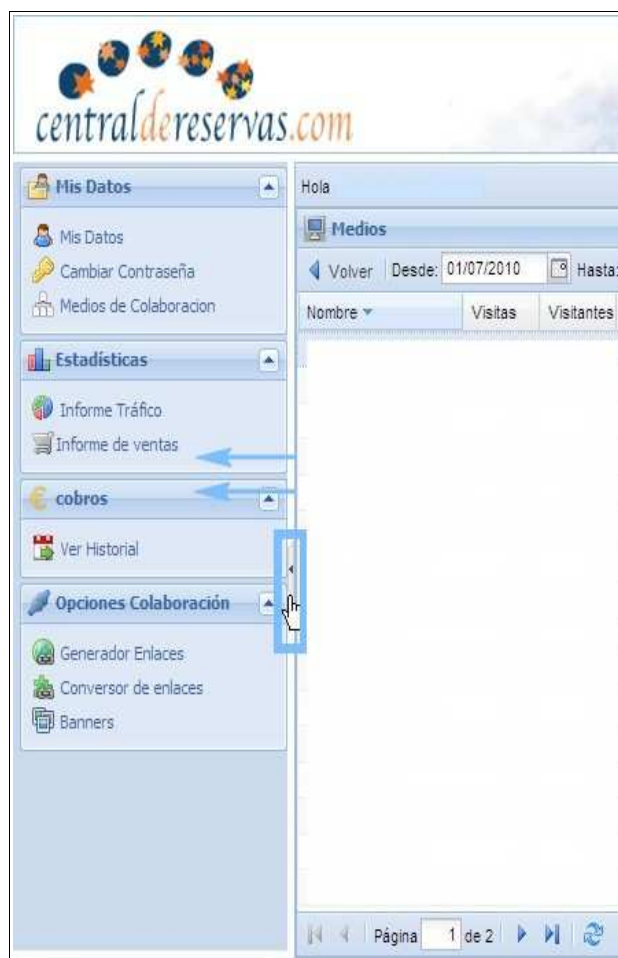 centraldereservas.com
Mis Datos
Mis Datos
Cambiar Contraseña
Medios de Colaboracion
Estadísticas
Informe Tráfico
Informe de ventas
cobros
Ver Historial
Opciones Colaboración
Generador Enlaces
Conversor de enlaces
Banners
Hola
Medios
Volver Desde: 01/07/2010 Hasta:
Nombre Visitas Visitantes
Página 1 de 2